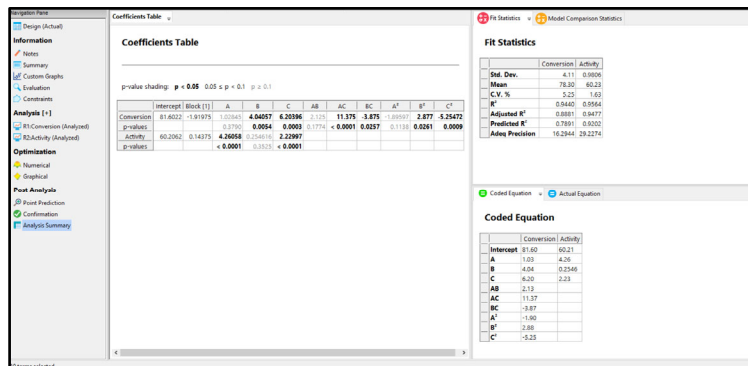 Navigation Pane
Design (Actual)
Information
Notes
Summary
Custom Graphs
Evaluation
Constraints
Analysis [+]
R1:Conversion (Analyzed)
R2:Activity (Analyzed)
Optimization
Numerical
Graphical
Post Analysis
Point Prediction
Confirmation
Analysis Summary
Coefficients Table
Coefficients Table
p-value shading: p < 0.05 0.05 ≤ p < 0.1 p ≥ 0.1
Intercept Block [1] A B C AB AC BC A² B² C²
Conversion 81.6022 -1.91975 1.02845 4.04057 6.20396 2.125 11.375 -3.875 -1.89597 2.877 -5.25472
p-values 0.3790 0.0054 0.0003 0.1774 < 0.0001 0.0257 0.1138 0.0261 0.0009
Activity 60.2062 0.14375 4.26058 0.254616 2.22997
p-values < 0.0001 0.3825 < 0.0001
Fit Statistics Model Comparison Statistics
Fit Statistics
Conversion Activity
Std. Dev. 4.11 0.9806
Mean 78.30 60.23
C.V. % 5.25 1.63
R² 0.9440 0.9564
Adjusted R² 0.8881 0.9477
Predicted R² 0.7891 0.9202
Adeq Precision 16.2944 29.2274
Coded Equation Actual Equation
Coded Equation
Conversion Activity
Intercept 81.60 60.21
A 1.03 4.26
B 4.04 0.2546
C 6.20 2.23
AB 2.13
AC 11.37
BC -3.87
A² -1.90
B² 2.88
C² -5.25